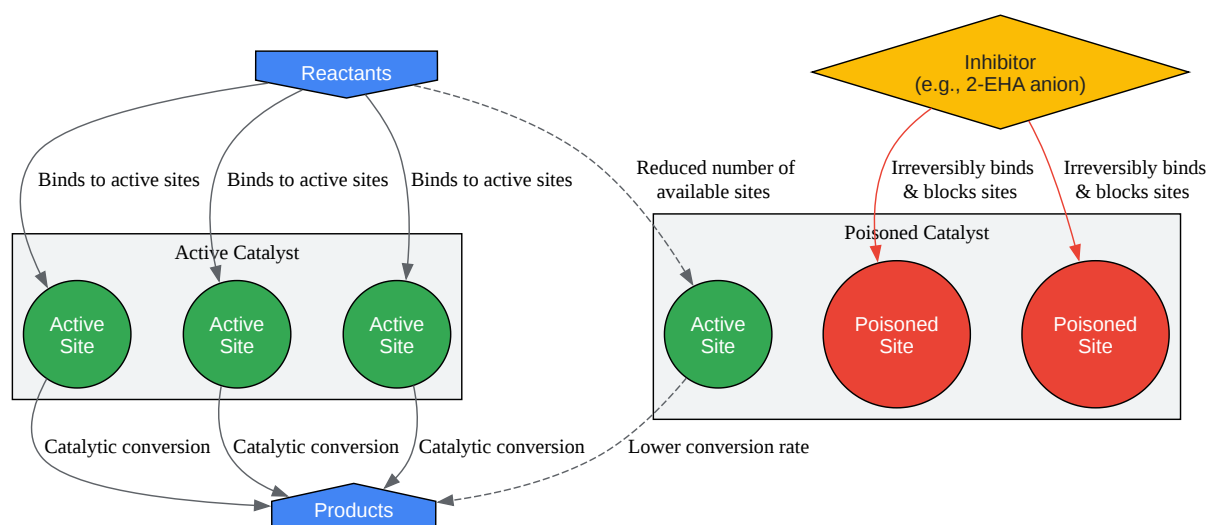 Reactants
Inhibitor
(e.g., 2-EHA anion)
Binds to active sites
Binds to active sites
Binds to active sites
Reduced number of
available sites
Irreversibly binds
& blocks sites
Irreversibly binds
& blocks sites
Active Catalyst
Poisoned Catalyst
Active
Site
Active
Site
Active
Site
Active
Site
Poisoned
Site
Poisoned
Site
Catalytic conversion
Catalytic conversion
Catalytic conversion
Lower conversion rate
Products